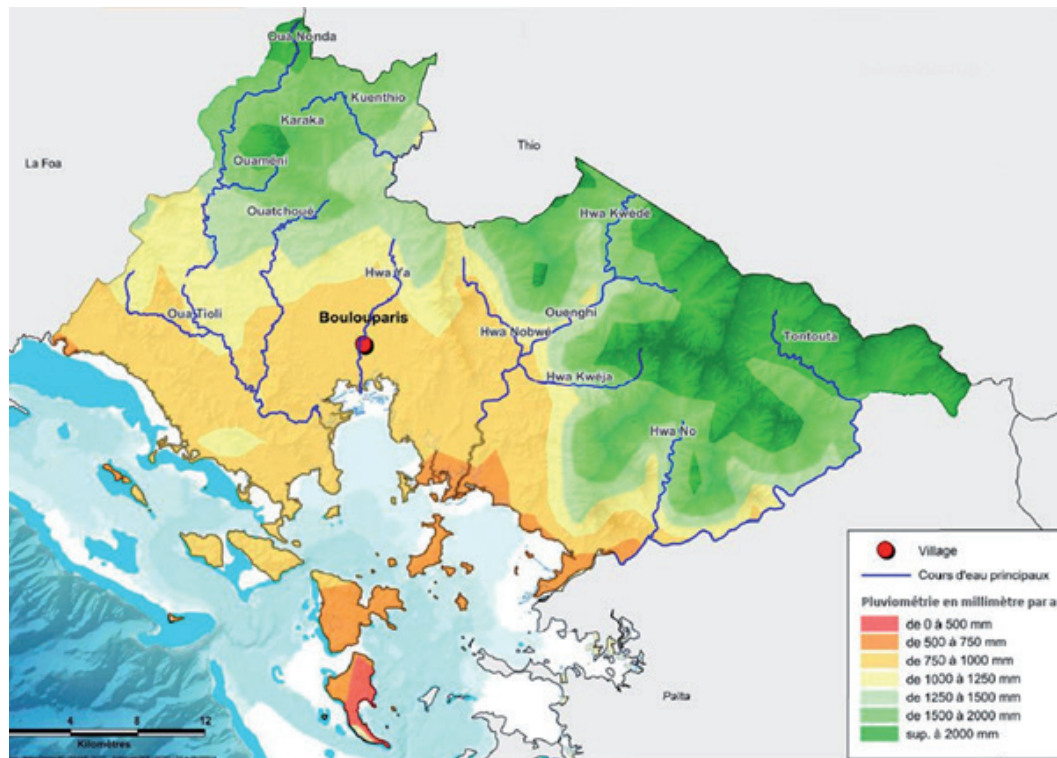 Oua Nonda
Kuenthio
Karaka
Thio
La Foa
Ouaméni
Ouatchoué
Hwa Kwédé
Hwa Ya
Oua Tioli
Boulouparis
Ouenghi
Hwa Nobwé
Tontouta
Hwa Kwéja
Hwa No
Païta
4 8 12
Kilomètres
Village
Cours d'eau principaux
Pluviométrie en millimètre par a
de 0 à 500 mm
de 500 à 750 mm
de 750 à 1000 mm
de 1000 à 1250 mm
de 1250 à 1500 mm
de 1500 à 2000 mm
sup. à 2000 mm